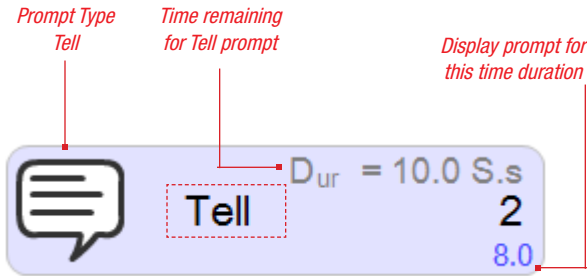 Prompt Type
Tell
Time remaining
for Tell prompt
Display prompt for
this time duration
Dur = 10.0 S.s
Tell 2
8.0